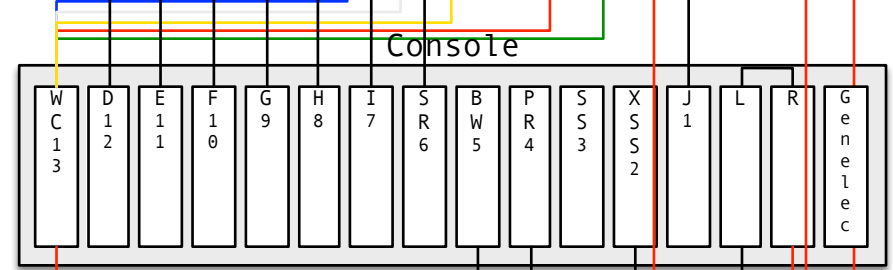 Console
WC13
D12
E11
F10
G9
H8
I7
SR6
BW5
PR4
SS3
XSS2
J1
L
R
Genelec